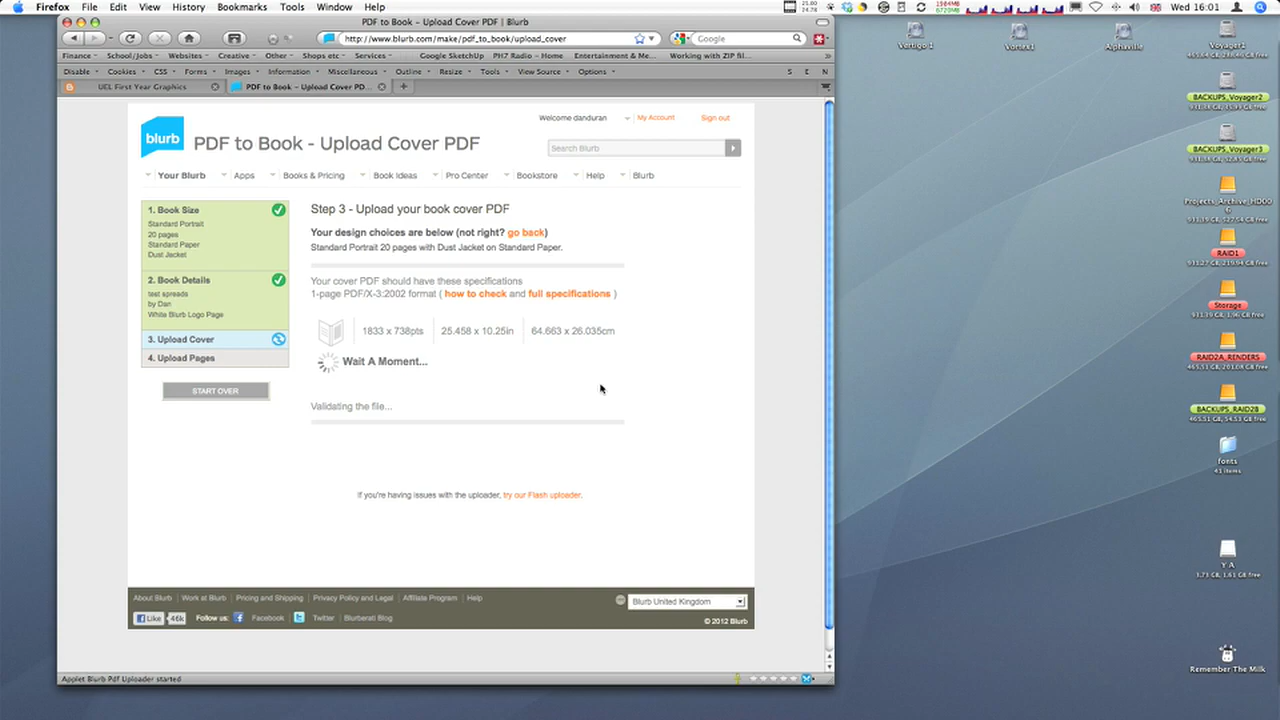 Firefox File Edit View History Bookmarks Tools Window Help
Wed 16:01
PDF to Book - Upload Cover PDF | Blurb
http://www.blurb.com/make/pdf_to_book/upload_cover
Google
Finance School/Jobs Websites Creative Other Shops etc Services Google SketchUp PH7 Radio - Home Entertainment & Me... Working with ZIP fil...
Disable Cookies CSS Forms Images Information Miscellaneous Outline Resize Tools View Source Options
UEL First Year Graphics
PDF to Book - Upload Cover PD...
Welcome danduran My Account Sign out
blurb
PDF to Book - Upload Cover PDF
Search Blurb
Your Blurb Apps Books & Pricing Book Ideas Pro Center Bookstore Help Blurb
1. Book Size
Standard Portrait
20 pages
Standard Paper
Dust Jacket
2. Book Details
test spreads
by Dan
White Blurb Logo Page
3. Upload Cover
4. Upload Pages
START OVER
Step 3 - Upload your book cover PDF
Your design choices are below (not right? go back)
Standard Portrait 20 pages with Dust Jacket on Standard Paper.
Your cover PDF should have these specifications
1-page PDF/X-3:2002 format ( how to check and full specifications )
1833 x 738pts 25.458 x 10.25in 64.663 x 26.035cm
Wait A Moment...
Validating the file...
If you're having issues with the uploader, try our Flash uploader.
About Blurb Work at Blurb Pricing and Shipping Privacy Policy and Legal Affiliate Program Help
Blurb United Kingdom
Like 46k Follow us: Facebook Twitter Blurberati Blog
© 2012 Blurb
Applet Blurb Pdf Uploader started
Vertigo 1
Vortex1
Alphaville
Voyager1
BACKUPS_Voyager2
BACKUPS_Voyager3
Projects_Archive_HD00
6
RAID1
Storage
RAID2A_RENDERS
BACKUPS_RAID2B
fonts
41 items
Y A
Remember The Milk